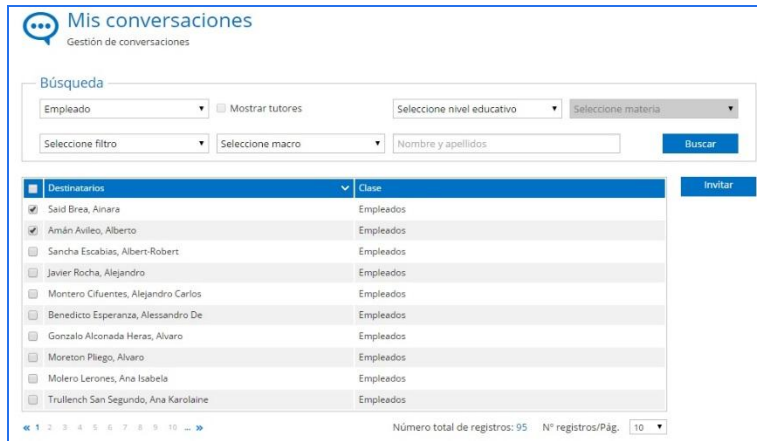 Mis conversaciones
Gestión de conversaciones
Búsqueda
Empleado Mostrar tutores Seleccione nivel educativo Seleccione materia
Seleccione filtro Seleccione macro Nombre y apellidos Buscar
Destinatarios Clase Invitar
Said Brea, Ainara Empleados
Amán Avileo, Alberto Empleados
Sancha Escabias, Albert-Robert Empleados
Javier Rocha, Alejandro Empleados
Montero Cifuentes, Alejandro Carlos Empleados
Benedicto Esperanza, Alessandro De Empleados
Gonzalo Alconada Heras, Alvaro Empleados
Moreton Pliego, Alvaro Empleados
Molero Lerones, Ana Isabela Empleados
Trullench San Segundo, Ana Karolaine Empleados
« 1 2 3 4 5 6 7 8 9 10 ... » Número total de registros: 95 Nº registros/Pág. 10